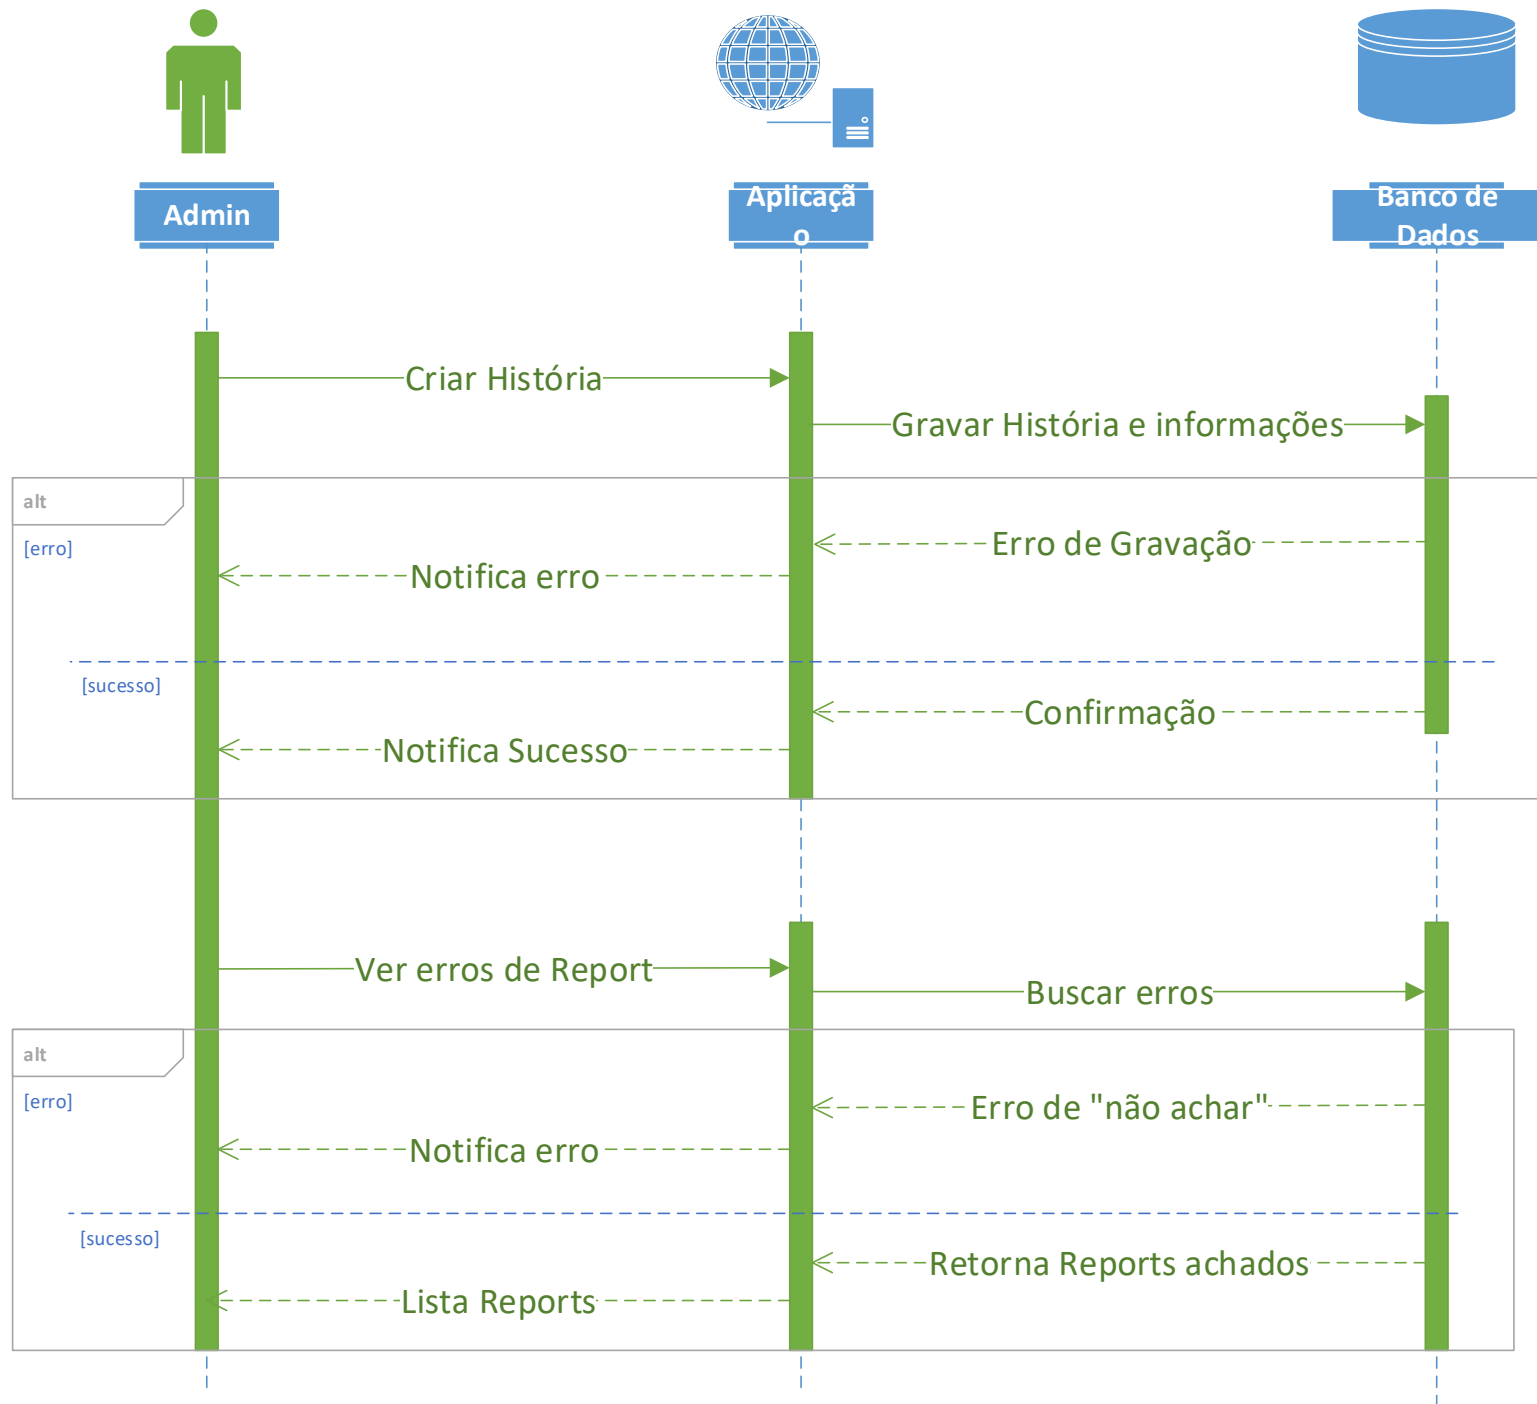 Admin
Aplicaçã
o
Banco de
Dados
Criar História
Gravar História e informações
alt
[erro]
Erro de Gravação
Notifica erro
[sucesso]
Confirmação
Notifica Sucesso
Ver erros de Report
Buscar erros
alt
[erro]
Erro de "não achar"
Notifica erro
[sucesso]
Retorna Reports achados
Lista Reports